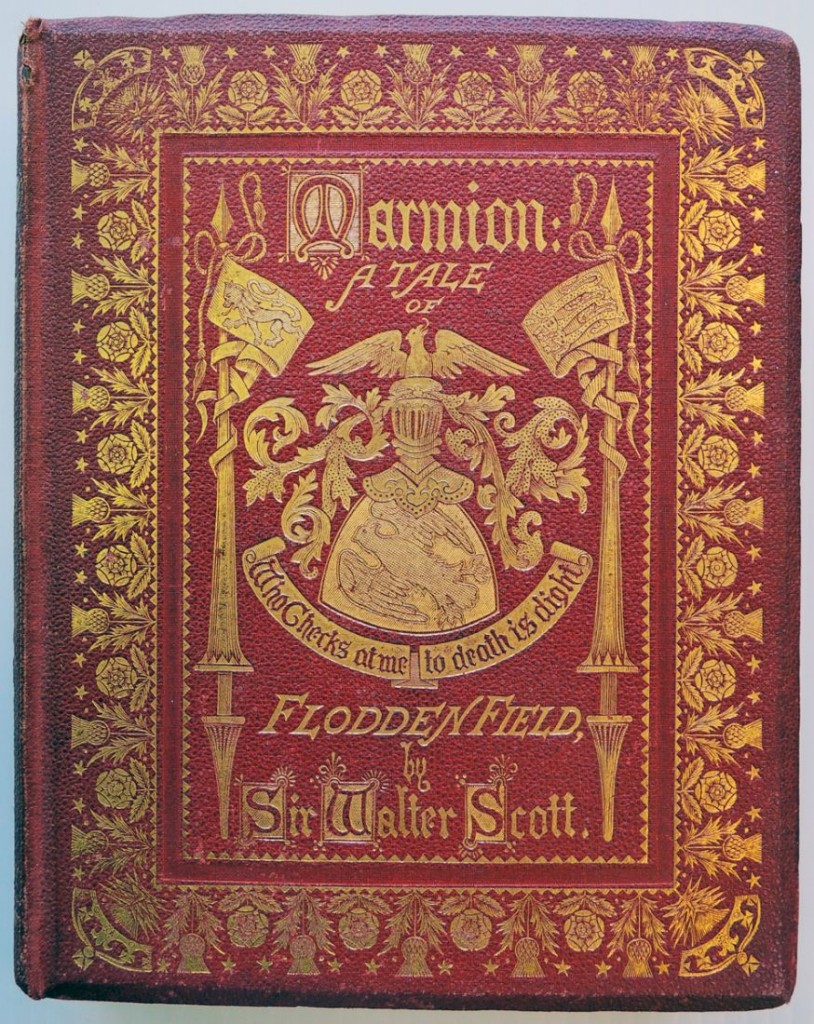 Marmion:
A TALE
OF
Who Checks at me to death is dight
FLODDEN FIELD,
by
Sir Walter Scott.